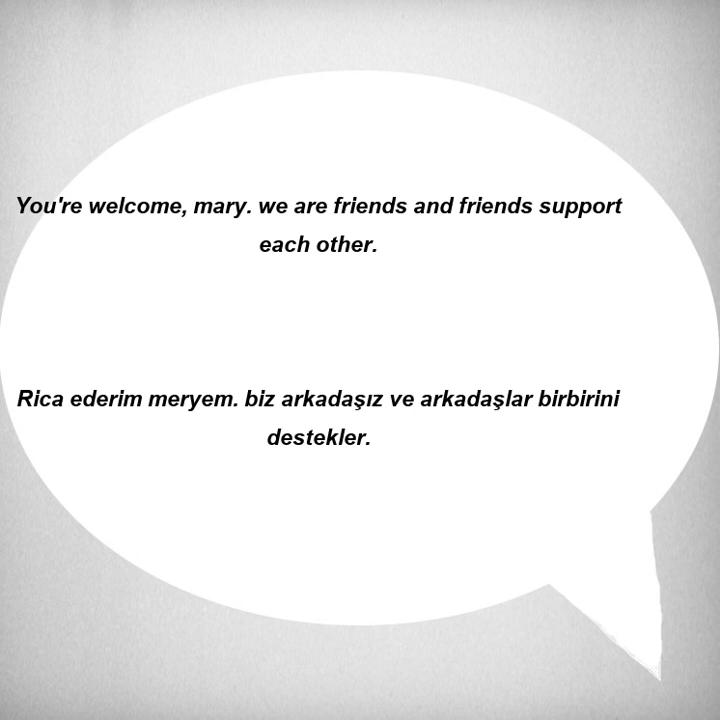 You're welcome, mary. we are friends and friends support
each other.
Rica ederim meryem. biz arkadaşız ve arkadaşlar birbirini
destekler.